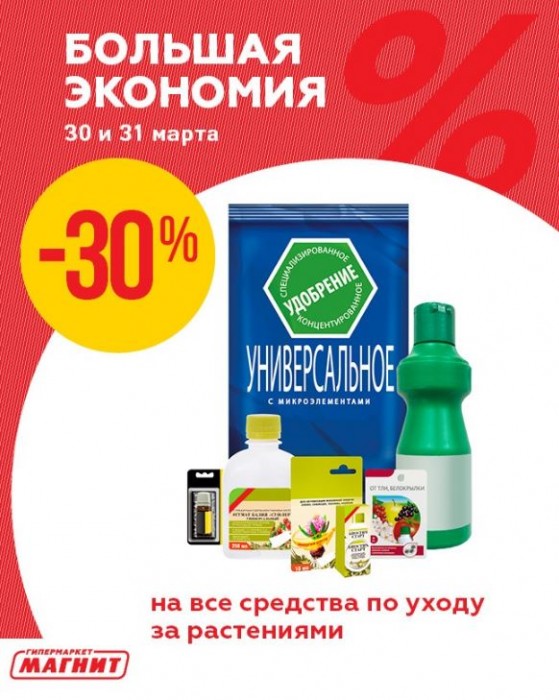 БОЛЬШАЯ
ЭКОНОМИЯ
30 и 31 марта
-30%
СПЕЦИАЛИЗИРОВАННОЕ
УДОБРЕНИЕ
КОНЦЕНТРИРОВАННОЕ
УНИВЕРСАЛЬНОЕ
С МИКРОЭЛЕМЕНТАМИ
ОТ ТЛИ, БЕЛОКРЫЛКИ
УНИВЕРСАЛЬНЫЙ
на все средства по уходу
за растениями
ГИПЕРМАРКЕТ
МАГНИТ